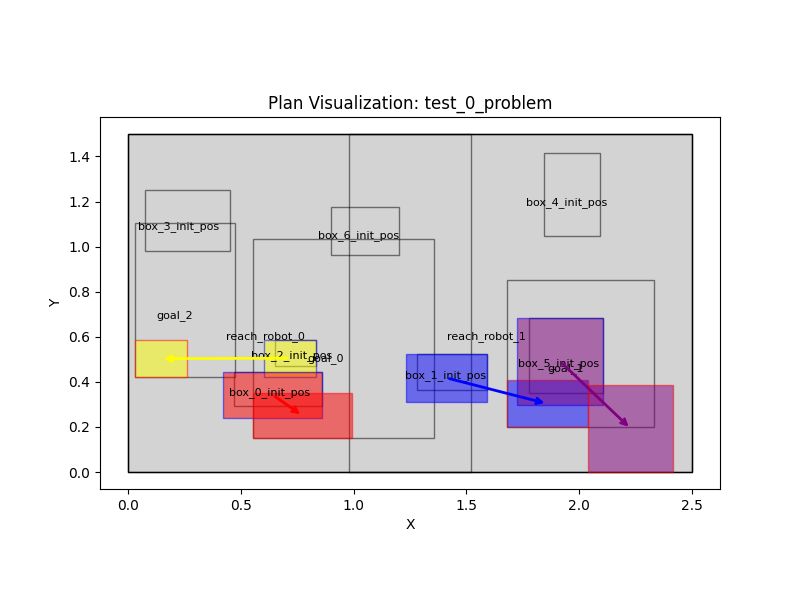 Plan Visualization: test_0_problem
1.4
1.2
1.0
0.8
0.6
0.4
0.2
0.0
Y
box_4_init_pos
box_3_init_pos
box_6_init_pos
goal_2
reach_robot_0
reach_robot_1
box_2_init_pos
goal_0
box_5_init_pos
box_1_init_pos
box_0_init_pos
0.0 0.5 1.0 1.5 2.0 2.5
X